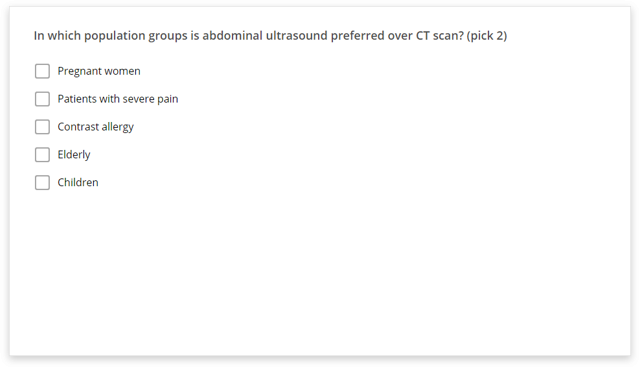 In which population groups is abdominal ultrasound preferred over CT scan? (pick 2)
Pregnant women
Patients with severe pain
Contrast allergy
Elderly
Children